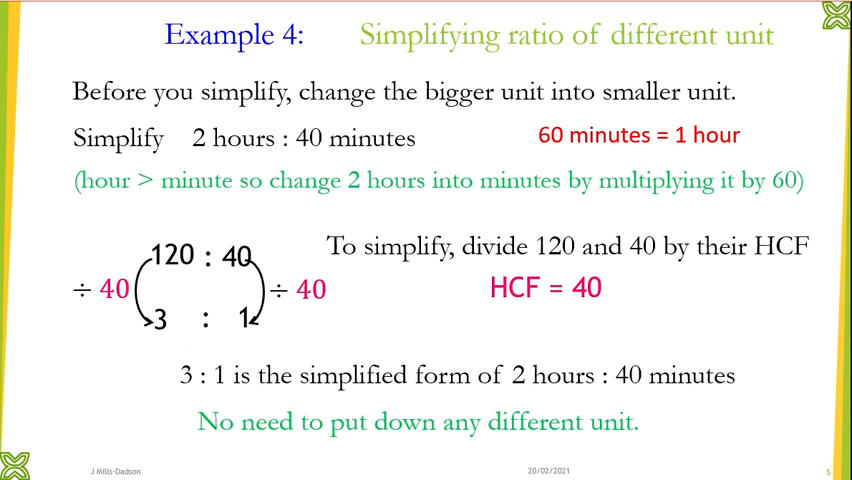 Example 4: Simplifying ratio of different unit
Before you simplify, change the bigger unit into smaller unit.
Simplify 2 hours : 40 minutes 60 minutes = 1 hour
(hour > minute so change 2 hours into minutes by multiplying it by 60)
120 : 40 To simplify, divide 120 and 40 by their HCF
÷ 40 ÷ 40 HCF = 40
3 : 1
3 : 1 is the simplified form of 2 hours : 40 minutes
No need to put down any different unit.
J Mills-Dadson 20/02/2021 5